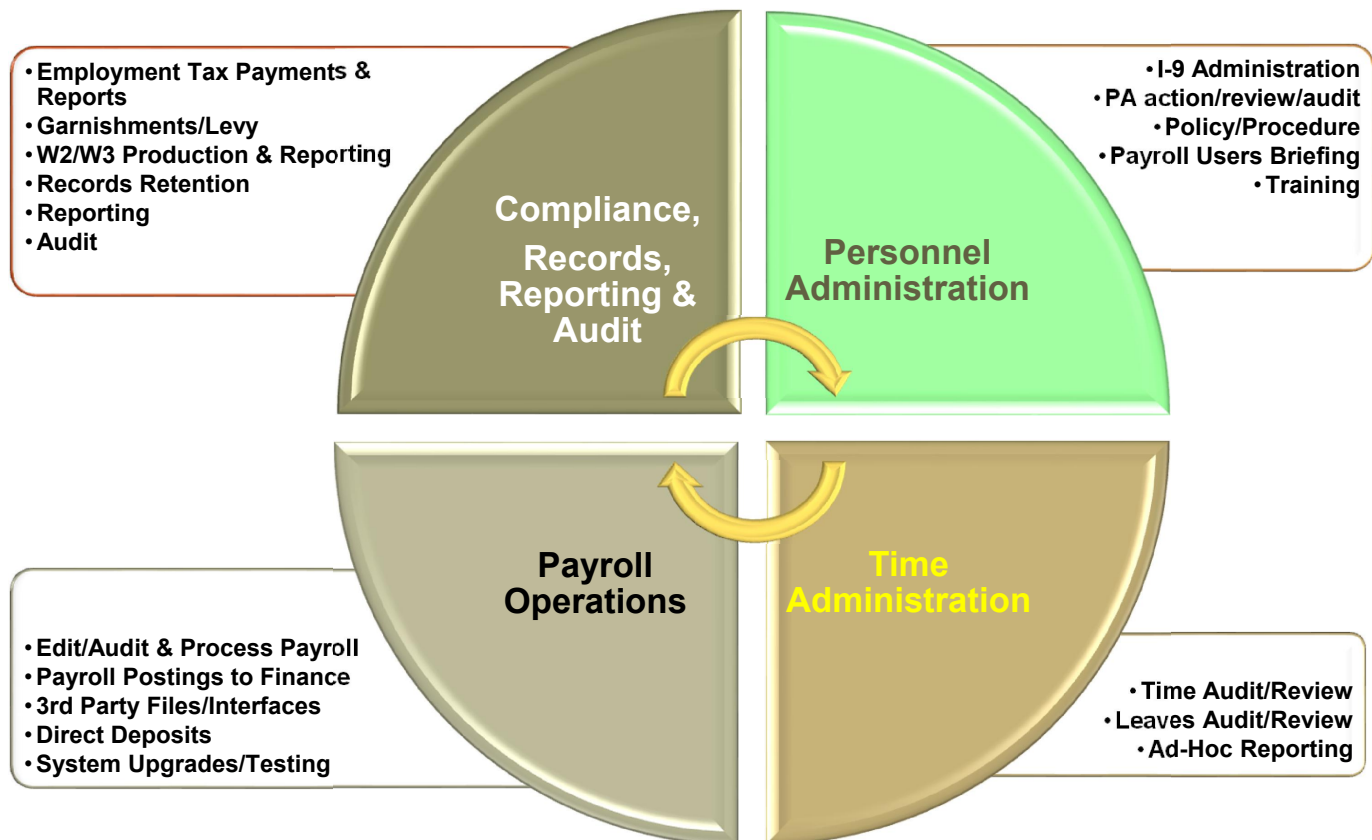 • Employment Tax Payments &
Reports
• Garnishments/Levy
• W2/W3 Production & Reporting
• Records Retention
• Reporting
• Audit
Compliance,
Records,
Reporting &
Audit
Personnel
Administration
• I-9 Administration
• PA action/review/audit
• Policy/Procedure
• Payroll Users Briefing
• Training
• Edit/Audit & Process Payroll
• Payroll Postings to Finance
• 3rd Party Files/Interfaces
• Direct Deposits
• System Upgrades/Testing
Payroll
Operations
Time
Administration
• Time Audit/Review
• Leaves Audit/Review
• Ad-Hoc Reporting